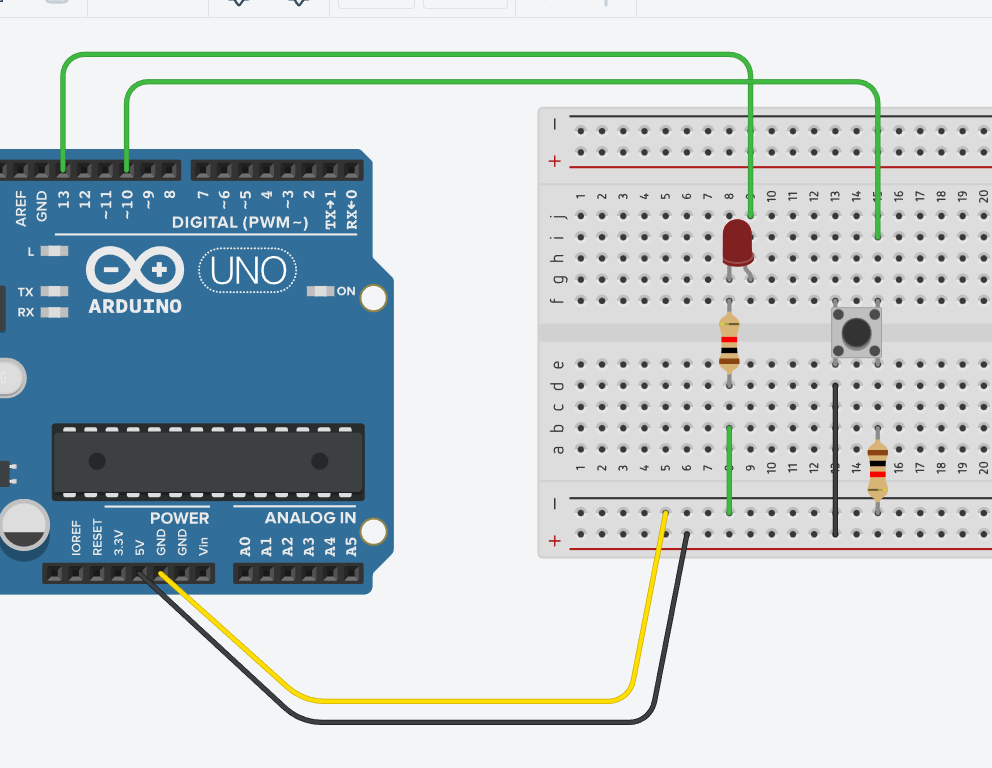 AREF GND 13 12 ~11 ~10 ~9 8 7 ~6 ~5 4 ~3 2 TX→1 RX←0
DIGITAL (PWM~)
L
TX
RX
UNO
ON
ARDUINO
POWER
ANALOG IN
IOREF RESET 3.3V 5V GND GND Vin A0 A1 A2 A3 A4 A5
−
+
1 2 3 4 5 6 7 8 9 10 11 12 13 14 15 16 17 18 19 20
j
i
h
g
f
e
d
c
b
a
1 2 3 4 5 6 7 8 9 10 11 12 13 14 15 16 17 18 19 20
−
+